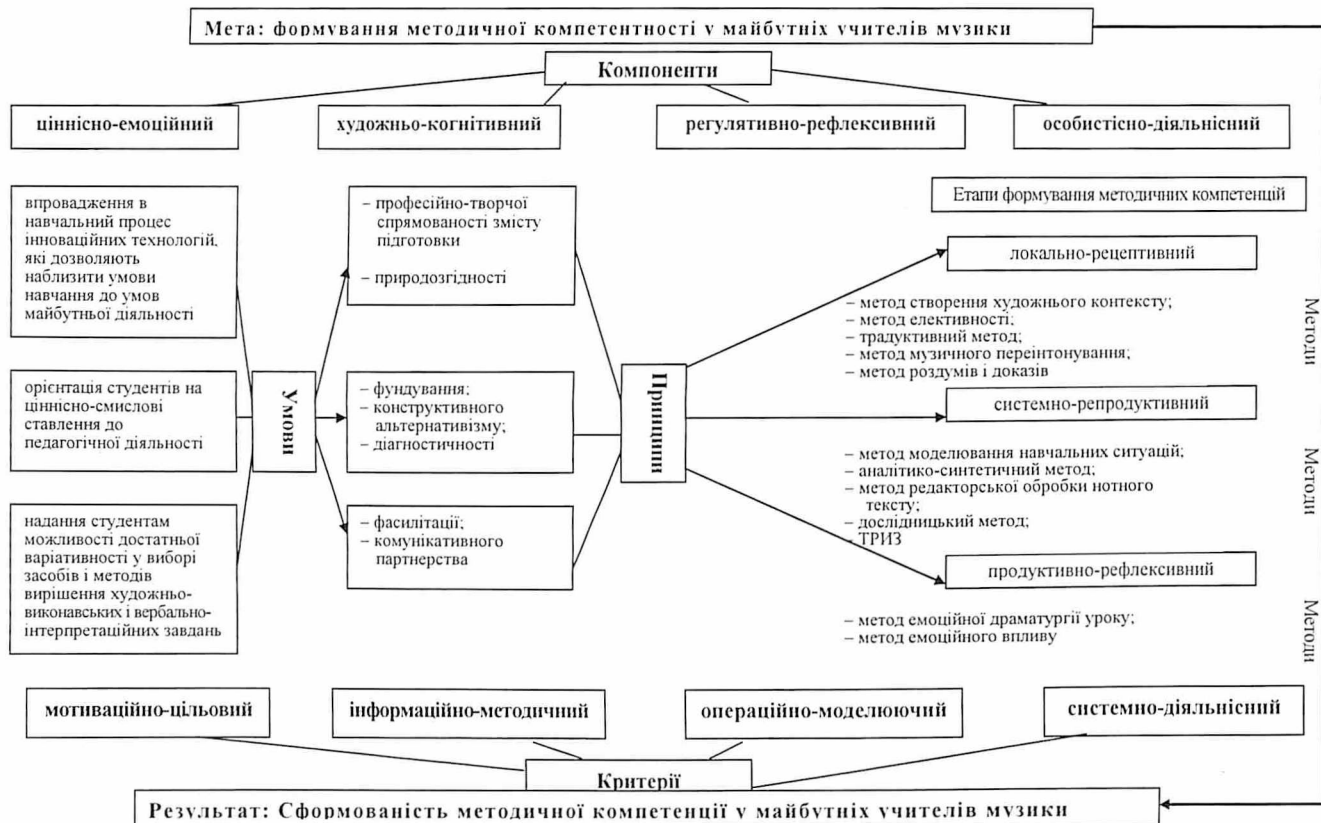 Мета: формування методичної компетентності у майбутніх учителів музики
Компоненти
ціннісно-емоційний
художньо-когнітивний
регулятивно-рефлексивний
особистісно-діяльнісний
впровадження в
навчальний процес
інноваційних технологій,
які дозволяють
наблизити умови
навчання до умов
майбутньої діяльності
орієнтація студентів на
ціннісно-смислові
ставлення до
педагогічної діяльності
надання студентам
можливості достатньої
варіативності у виборі
засобів і методів
вирішення художньо-
виконавських і вербально-
інтерпретаційних завдань
Умови
– професійно-творчої
спрямованості змісту
підготовки
– природозгідності
– фундування;
– конструктивного
альтернативізму;
– діагностичності
– фасилітації;
– комунікативного
партнерства
Принципи
Етапи формування методичних компетенцій
локально-рецептивний
– метод створення художнього контексту;
– метод елективності;
– традуктивний метод;
– метод музичного переінтонування;
– метод роздумів і доказів
Методи
системно-репродуктивний
– метод моделювання навчальних ситуацій;
– аналітико-синтетичний метод;
– метод редакторської обробки нотного
тексту;
– дослідницький метод;
– ТРИЗ
Методи
продуктивно-рефлексивний
– метод емоційної драматургії уроку;
– метод емоційного впливу
Методи
мотиваційно-цільовий
інформаційно-методичний
операційно-моделюючий
системно-діяльнісний
Критерії
Результат: Сформованість методичної компетенції у майбутніх учителів музики